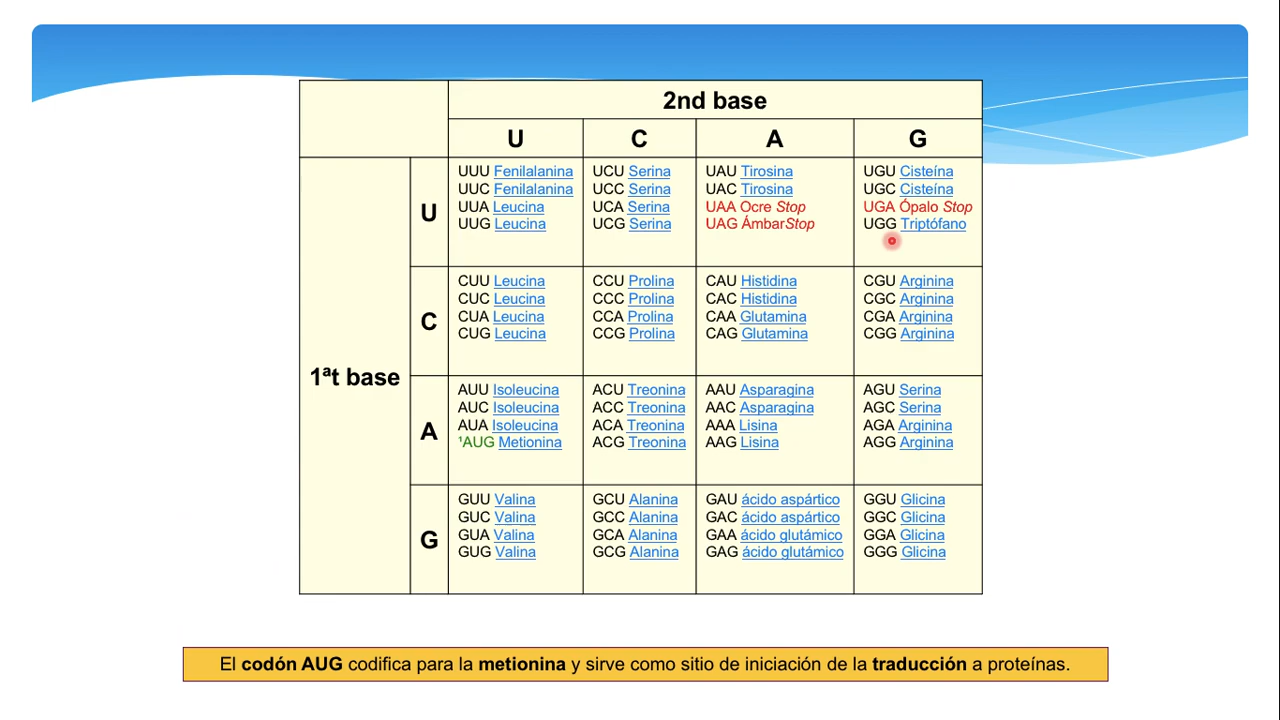 2nd base
U C A G
1ªt base
U
UUU Fenilalanina
UUC Fenilalanina
UUA Leucina
UUG Leucina
UCU Serina
UCC Serina
UCA Serina
UCG Serina
UAU Tirosina
UAC Tirosina
UAA Ocre Stop
UAG ÁmbarStop
UGU Cisteína
UGC Cisteína
UGA Ópalo Stop
UGG Triptófano
C
CUU Leucina
CUC Leucina
CUA Leucina
CUG Leucina
CCU Prolina
CCC Prolina
CCA Prolina
CCG Prolina
CAU Histidina
CAC Histidina
CAA Glutamina
CAG Glutamina
CGU Arginina
CGC Arginina
CGA Arginina
CGG Arginina
A
AUU Isoleucina
AUC Isoleucina
AUA Isoleucina
¹AUG Metionina
ACU Treonina
ACC Treonina
ACA Treonina
ACG Treonina
AAU Asparagina
AAC Asparagina
AAA Lisina
AAG Lisina
AGU Serina
AGC Serina
AGA Arginina
AGG Arginina
G
GUU Valina
GUC Valina
GUA Valina
GUG Valina
GCU Alanina
GCC Alanina
GCA Alanina
GCG Alanina
GAU ácido aspártico
GAC ácido aspártico
GAA ácido glutámico
GAG ácido glutámico
GGU Glicina
GGC Glicina
GGA Glicina
GGG Glicina
El codón AUG codifica para la metionina y sirve como sitio de iniciación de la traducción a proteínas.